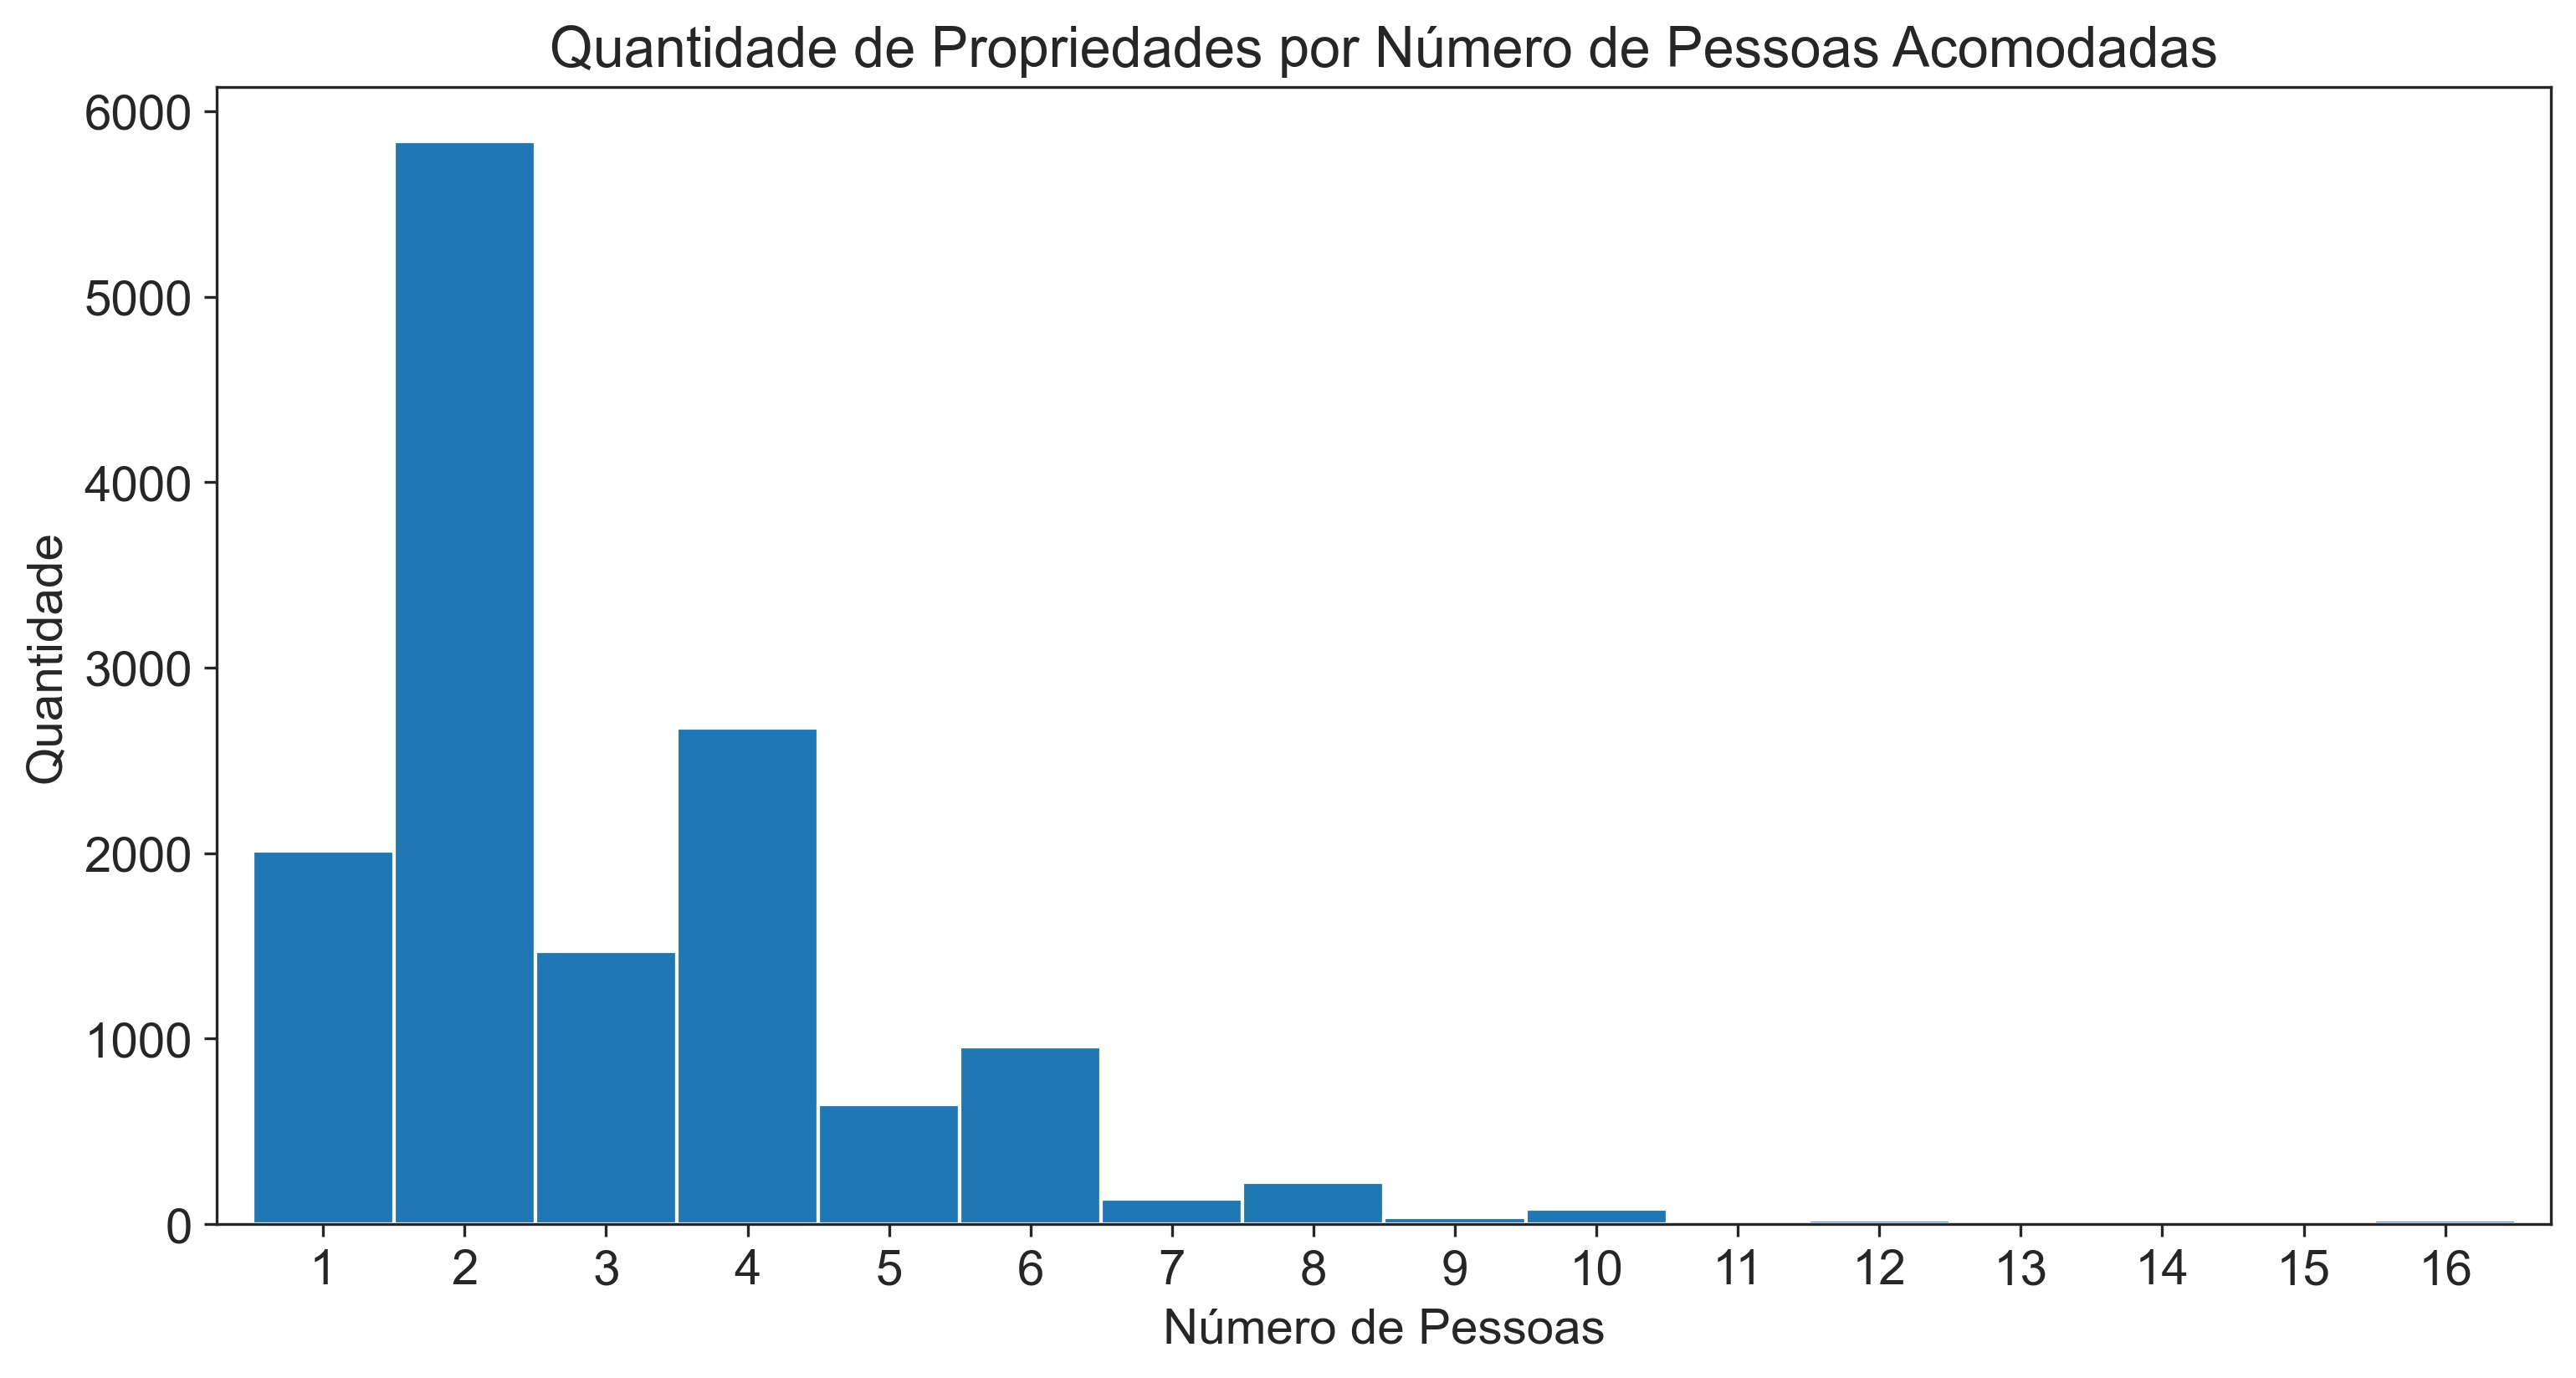 Quantidade de Propriedades por Número de Pessoas Acomodadas
6000
5000
4000
3000
2000
1000
0
Quantidade
1 2 3 4 5 6 7 8 9 10 11 12 13 14 15 16
Número de Pessoas